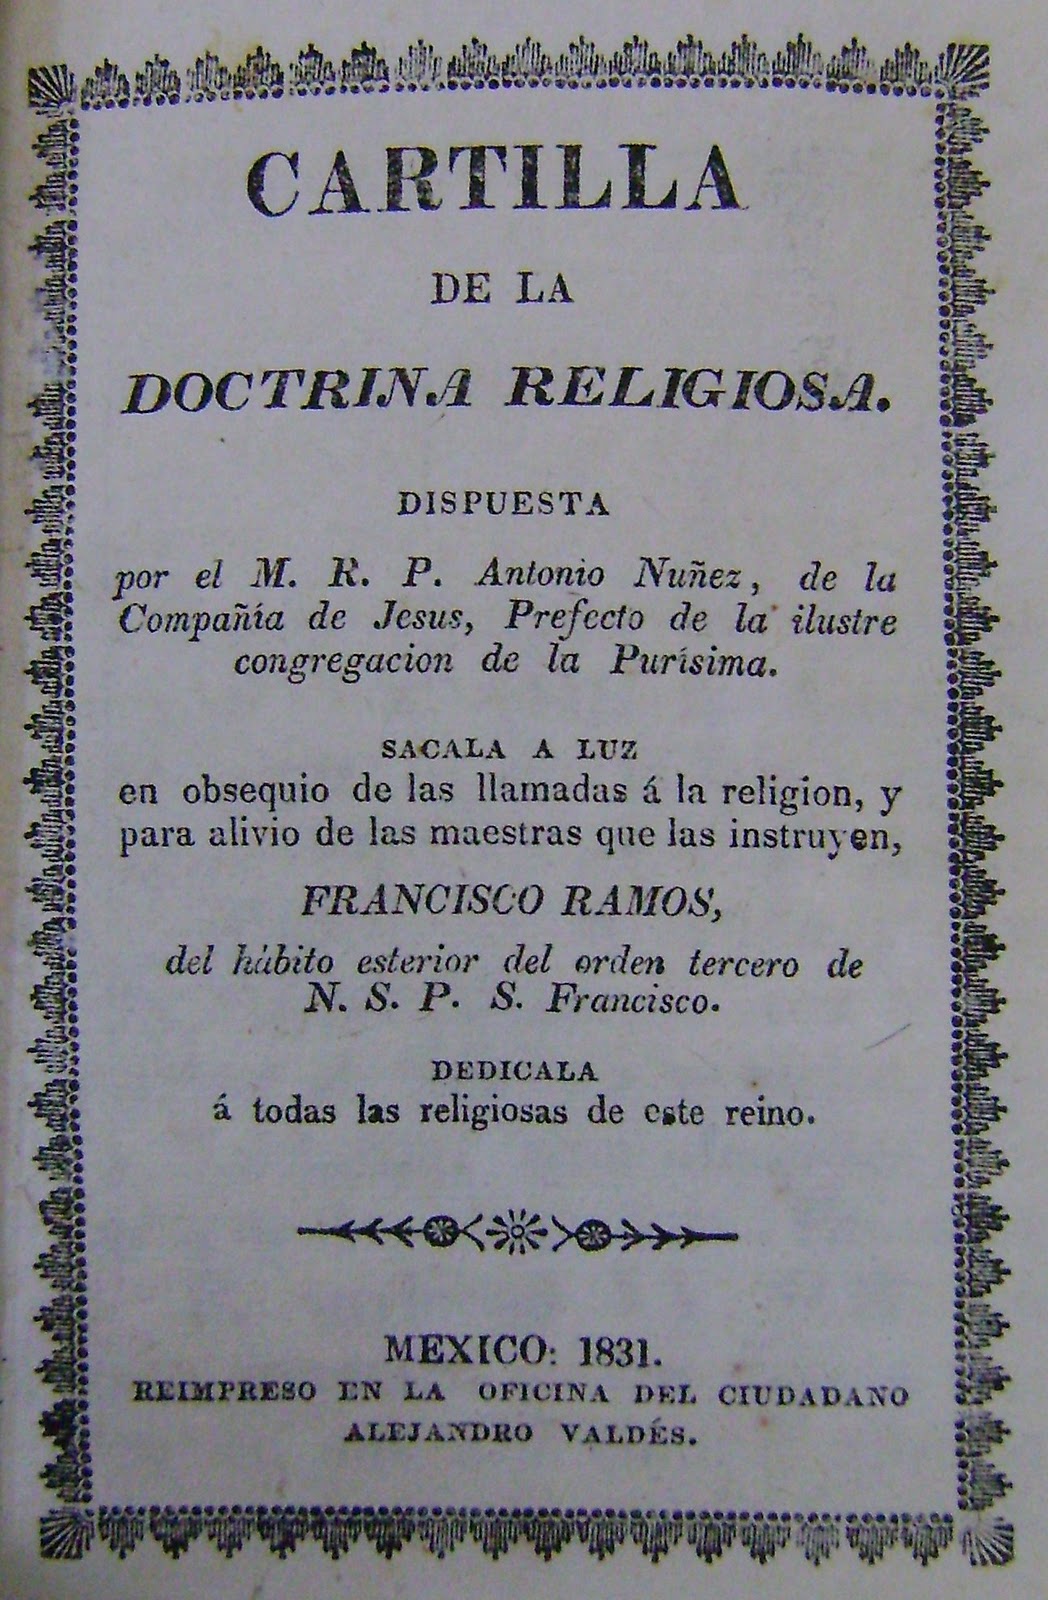 CARTILLA
DE LA
DOCTRINA RELIGIOSA.
DISPUESTA
por el M. R. P. Antonio Nuñez, de la
Compañía de Jesus, Prefecto de la ilustre
congregacion de la Purísima.
SACALA A LUZ
en obsequio de las llamadas á la religion, y
para alivio de las maestras que las instruyen,
FRANCISCO RAMOS,
del hábito esterior del orden tercero de
N. S. P. S. Francisco.
DEDICALA
á todas las religiosas de este reino.
MEXICO: 1831.
REIMPRESO EN LA OFICINA DEL CIUDADANO
ALEJANDRO VALDÉS.